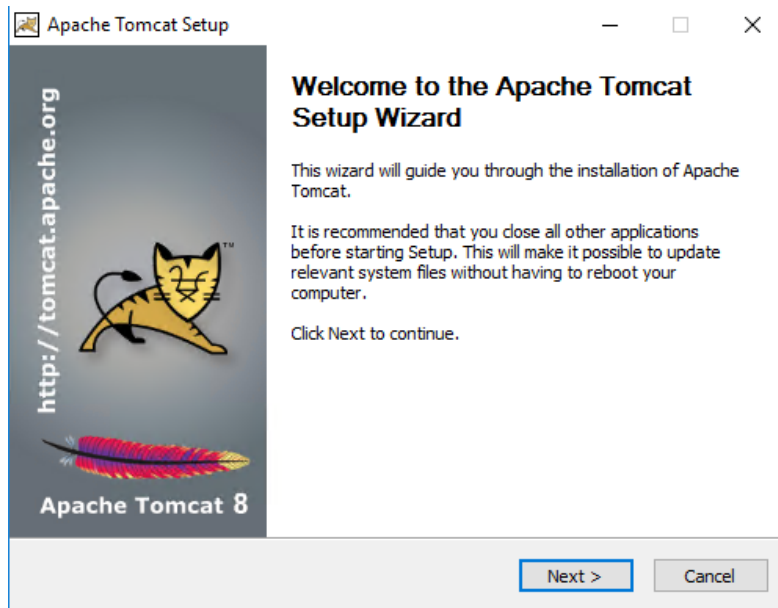 Apache Tomcat Setup
http://tomcat.apache.org
TM
Apache Tomcat 8
Welcome to the Apache Tomcat
Setup Wizard
This wizard will guide you through the installation of Apache
Tomcat.
It is recommended that you close all other applications
before starting Setup. This will make it possible to update
relevant system files without having to reboot your
computer.
Click Next to continue.
Next >
Cancel